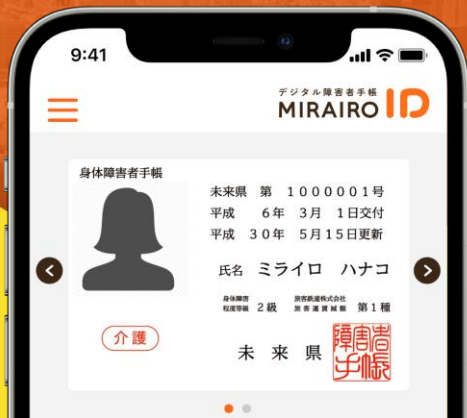 9:41
デジタル障害者手帳
MIRAIRO ID
身体障害者手帳
未来県 第 1000001号
平成 6年 3月 1日交付
平成 30年 5月15日更新
氏名 ミライロ ハナコ
身体障害程度等級 2級 旅客鉄道株式会社旅客運賃減額 第1種
介護
未来県
障害者手帳